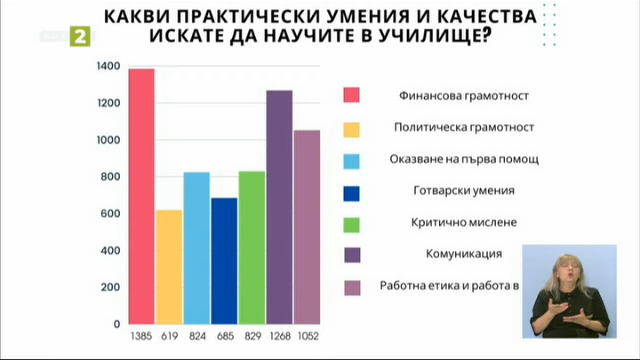 КАКВИ ПРАКТИЧЕСКИ УМЕНИЯ И КАЧЕСТВА
ИСКАТЕ ДА НАУЧИТЕ В УЧИЛИЩЕ?
2
1400
1200
1000
800
600
400
200
0
1385 619 824 685 829 1268 1052
Финансова грамотност
Политическа грамотност
Оказване на първа помощ
Готварски умения
Критично мислене
Комуникация
Работна етика и работа в